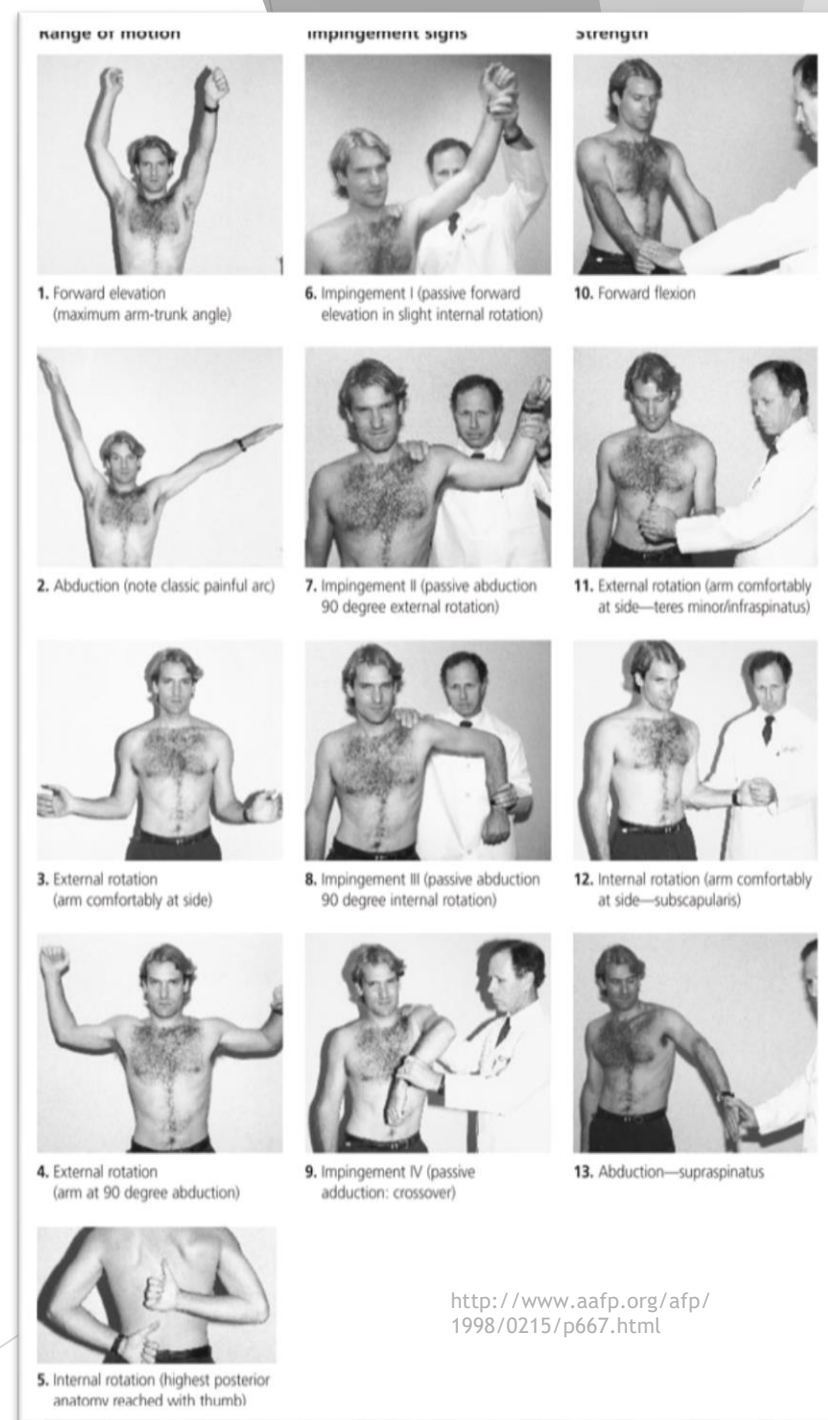 Range of motion
Impingement signs
Strength
1. Forward elevation
(maximum arm-trunk angle)
6. Impingement I (passive forward
elevation in slight internal rotation)
10. Forward flexion
2. Abduction (note classic painful arc)
7. Impingement II (passive abduction
90 degree external rotation)
11. External rotation (arm comfortably
at side—teres minor/infraspinatus)
3. External rotation
(arm comfortably at side)
8. Impingement III (passive abduction
90 degree internal rotation)
12. Internal rotation (arm comfortably
at side—subscapularis)
4. External rotation
(arm at 90 degree abduction)
9. Impingement IV (passive
adduction: crossover)
13. Abduction—supraspinatus
5. Internal rotation (highest posterior
anatomy reached with thumb)
http://www.aafp.org/afp/
1998/0215/p667.html